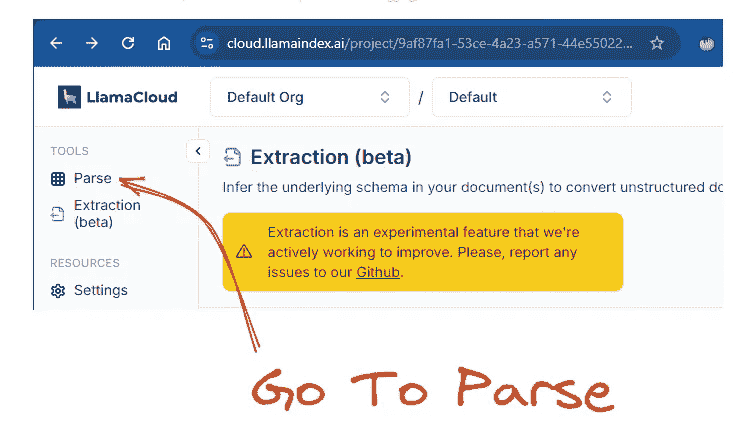 cloud.llamaindex.ai/project/9af87fa1-53ce-4a23-a571-44e55022...
LlamaCloud
Default Org
/
Default
TOOLS
Parse
Extraction
(beta)
RESOURCES
Settings
Extraction (beta)
Infer the underlying schema in your document(s) to convert unstructured do
Extraction is an experimental feature that we're
actively working to improve. Please, report any
issues to our Github.
Go To Parse